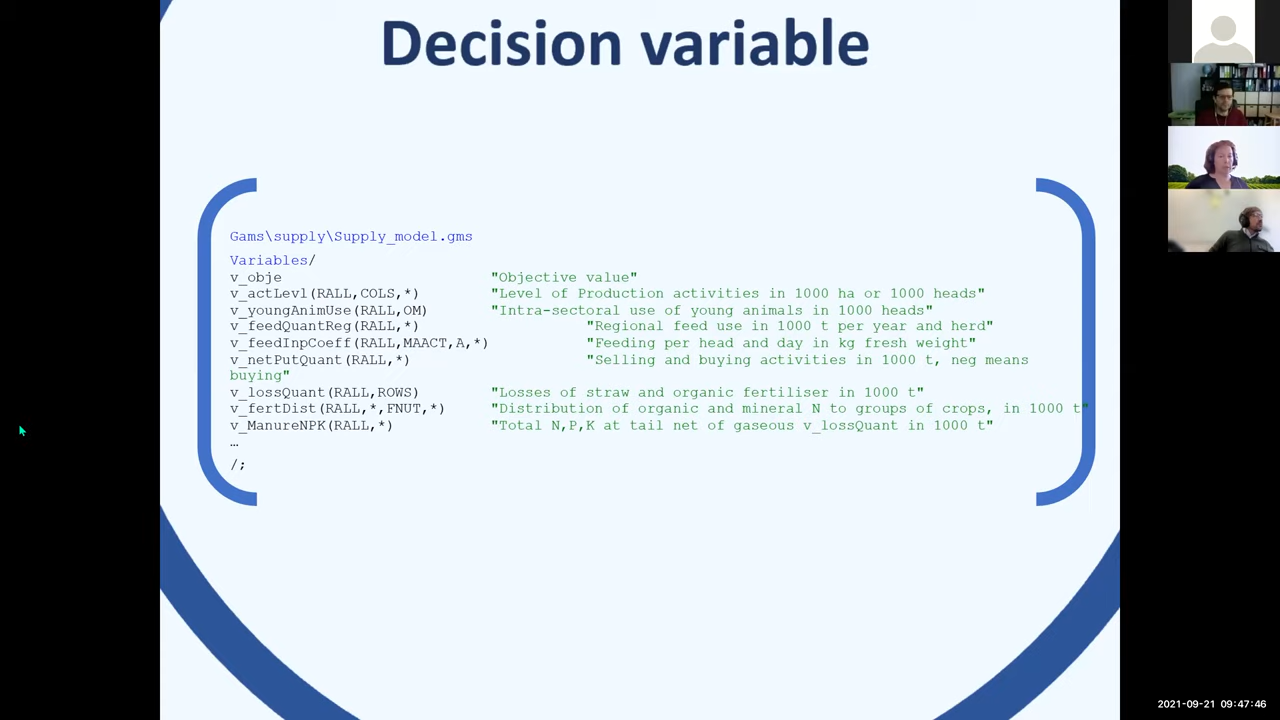 Decision variable
Gams\supply\Supply_model.gms
Variables/
v_obje "Objective value"
v_actLevl(RALL,COLS,*) "Level of Production activities in 1000 ha or 1000 heads"
v_youngAnimUse(RALL,OM) "Intra-sectoral use of young animals in 1000 heads"
v_feedQuantReg(RALL,*) "Regional feed use in 1000 t per year and herd"
v_feedInpCoeff(RALL,MAACT,A,*) "Feeding per head and day in kg fresh weight"
v_netPutQuant(RALL,*) "Selling and buying activities in 1000 t, neg means
buying"
v_lossQuant(RALL,ROWS) "Losses of straw and organic fertiliser in 1000 t"
v_fertDist(RALL,*,FNUT,*) "Distribution of organic and mineral N to groups of crops, in 1000 t"
v_ManureNPK(RALL,*) "Total N,P,K at tail net of gaseous v_lossQuant in 1000 t"
…
/;
2021-09-21 09:47:46